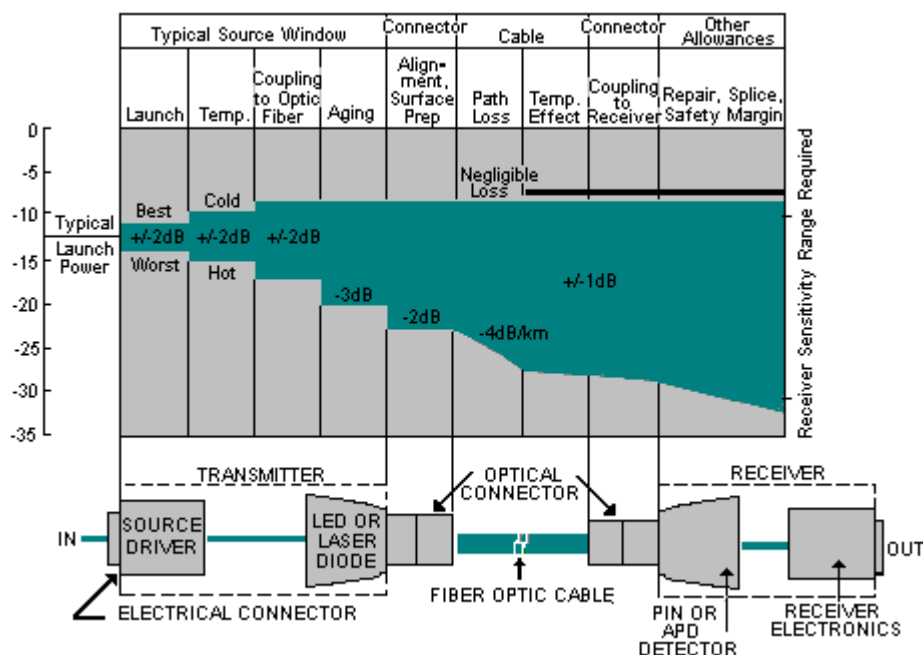 Typical Source Window
Connector
Cable
Connector
Other
Allowances
Launch
Temp.
Coupling
to Optic
Fiber
Aging
Align-
ment,
Surface
Prep
Path
Loss
Temp.
Effect
Coupling
to
Receiver
Repair, Splice,
Safety Margin
0
-5
-10
-15
-20
-25
-30
-35
Typical
Launch
Power
Best
+/-2dB
Worst
Cold
+/-2dB
Hot
+/-2dB
-3dB
-2dB
-4dB/km
Negligible
Loss
+/-1dB
Receiver Sensitivity Range Required
TRANSMITTER
OPTICAL
CONNECTOR
RECEIVER
IN
SOURCE
DRIVER
LED OR
LASER
DIODE
OUT
ELECTRICAL CONNECTOR
FIBER OPTIC CABLE
PIN OR
APD
DETECTOR
RECEIVER
ELECTRONICS